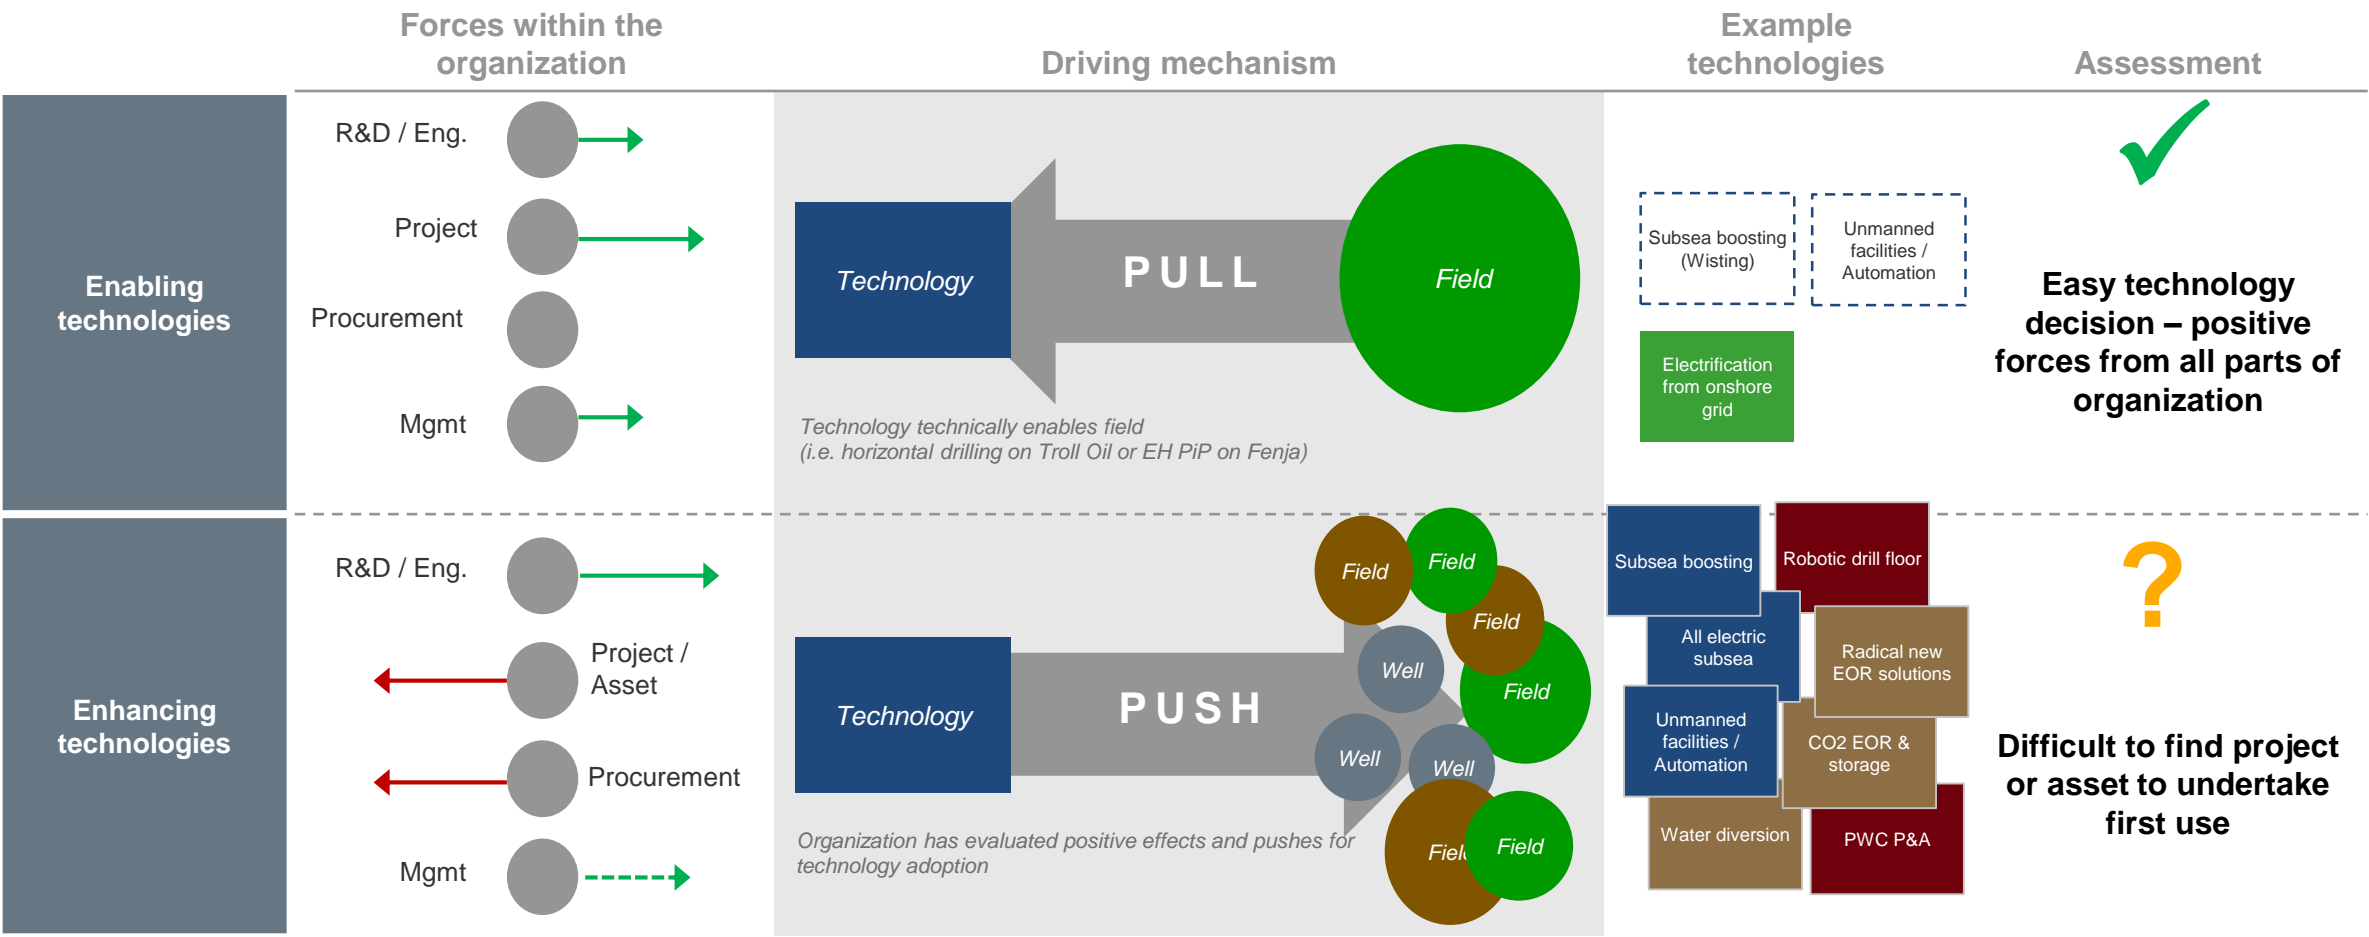 Forces within the
organization
Driving mechanism
Example
technologies
Assessment
Enabling
technologies
R&D / Eng.
Project
Procurement
Mgmt
Technology
PULL
Field
Technology technically enables field
(i.e. horizontal drilling on Troll Oil or EH PiP on Fenja)
Subsea boosting
(Wisting)
Unmanned
facilities /
Automation
Electrification
from onshore
grid
Easy technology
decision – positive
forces from all parts of
organization
Enhancing
technologies
R&D / Eng.
Project /
Asset
Procurement
Mgmt
Technology
PUSH
Field
Field
Field
Well
Field
Well
Well
Field
Field
Organization has evaluated positive effects and pushes for
technology adoption
Subsea boosting
Robotic drill floor
All electric
subsea
Radical new
EOR solutions
Unmanned
facilities /
Automation
CO2 EOR &
storage
Water diversion
PWC P&A
?
Difficult to find project
or asset to undertake
first use